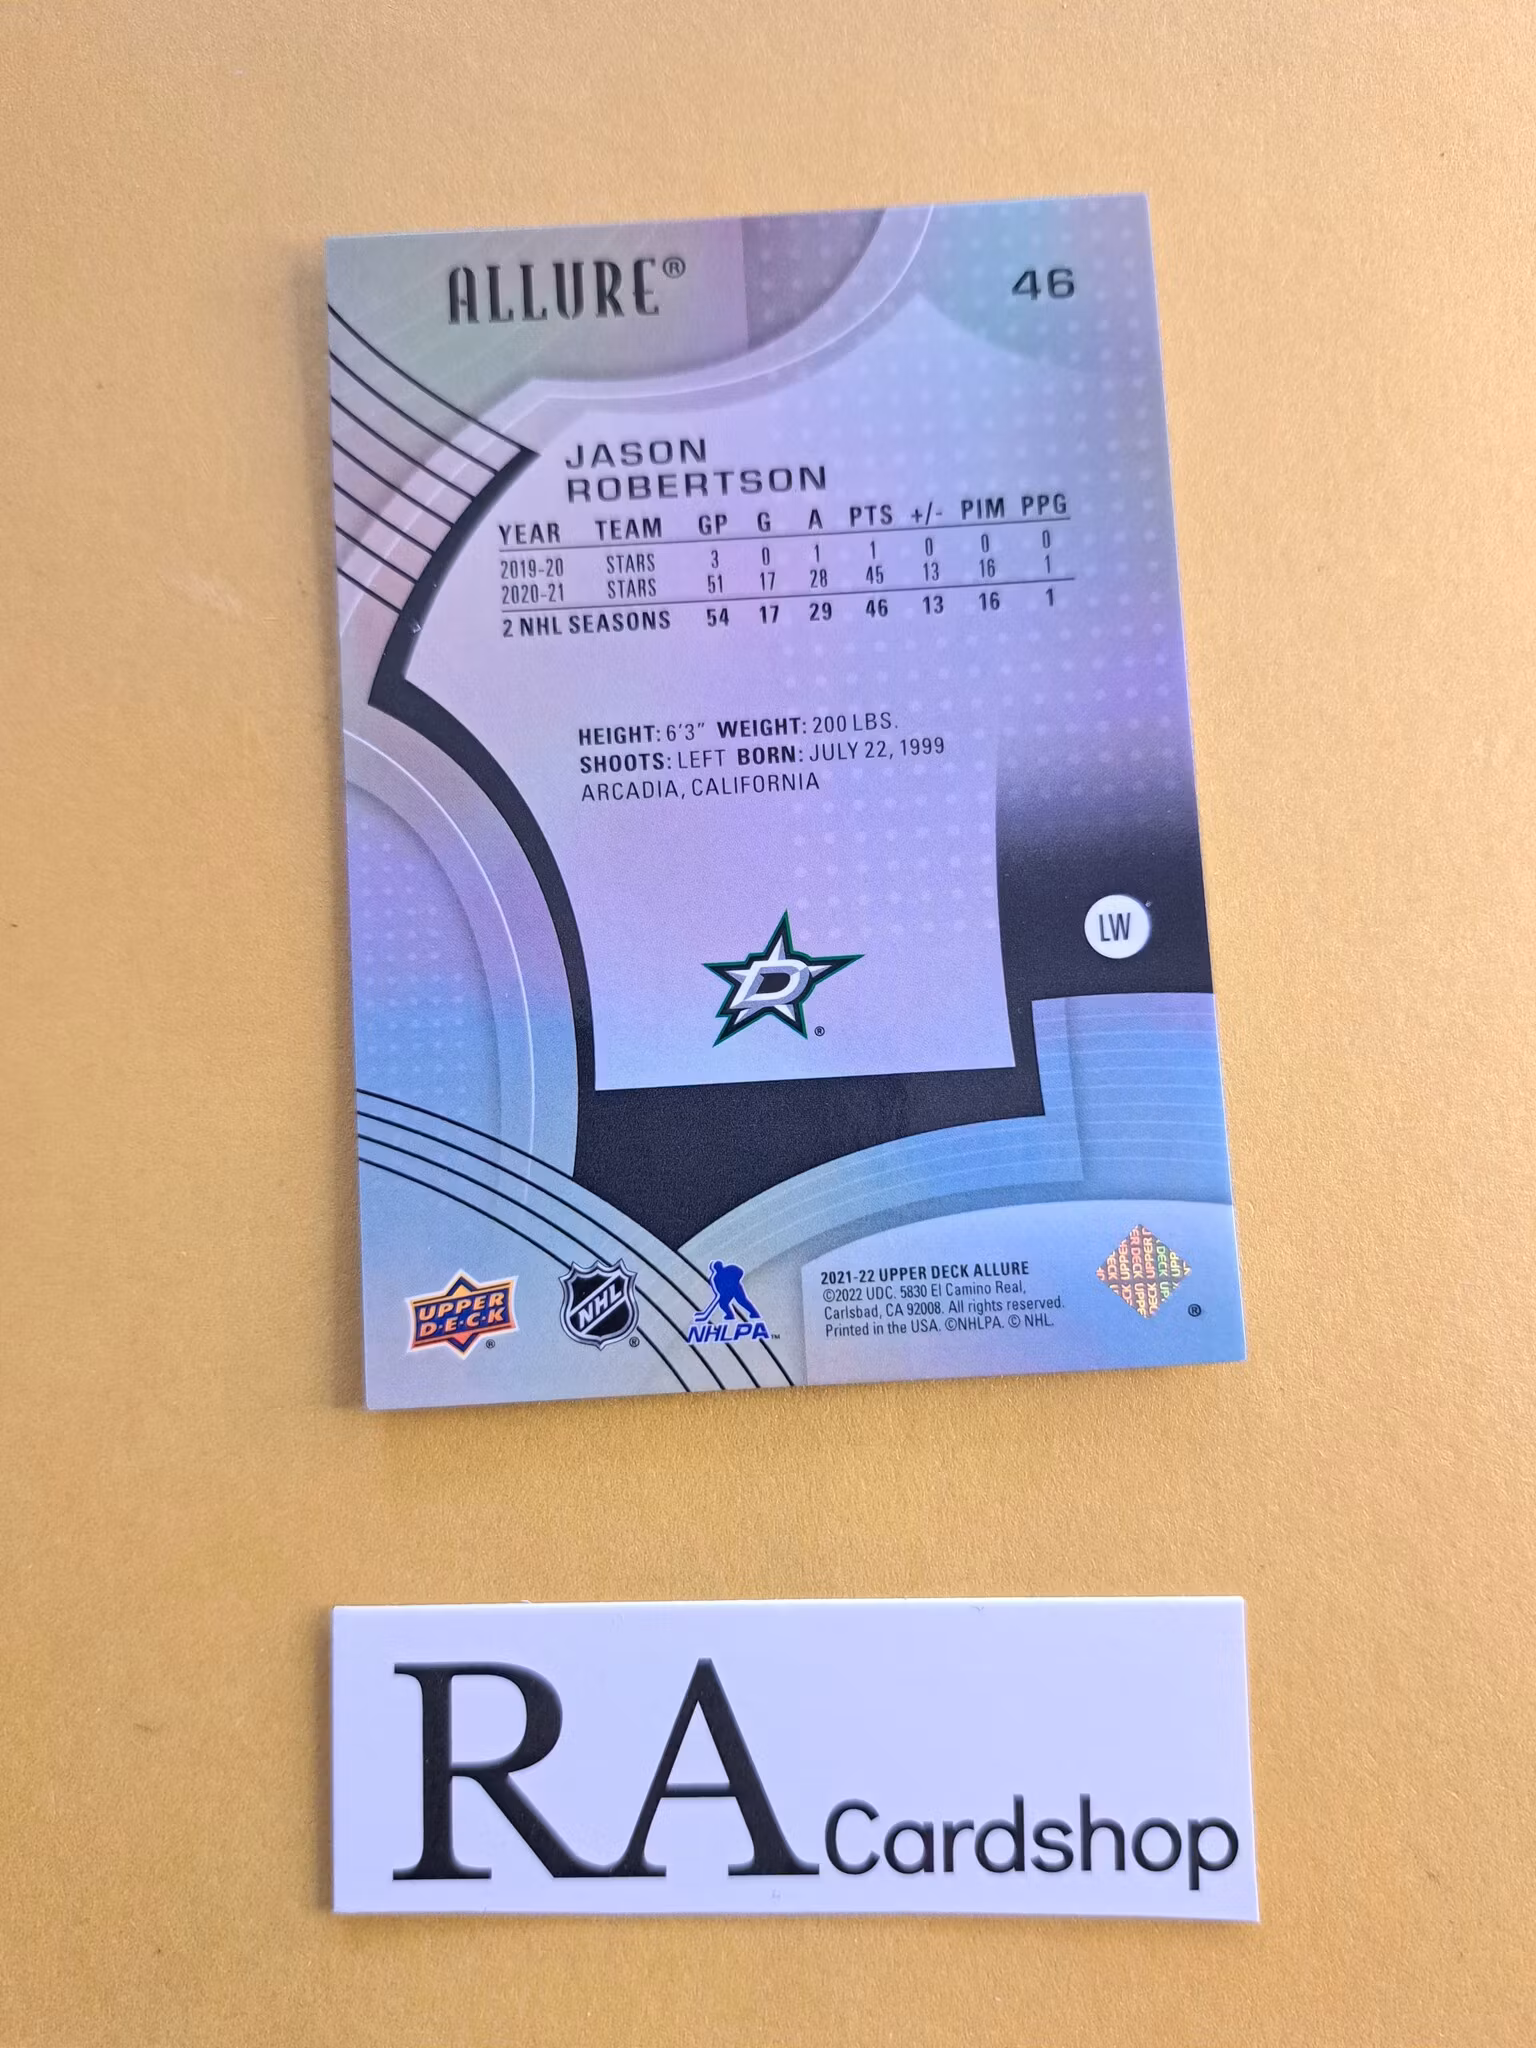 ALLURE®
46
JASON
ROBERTSON
YEAR TEAM GP G A PTS +/- PIM PPG
2019-20 STARS 3 0 1 1 0 0 0
2020-21 STARS 51 17 28 45 13 16 1
2 NHL SEASONS 54 17 29 46 13 16 1
HEIGHT: 6'3" WEIGHT: 200 LBS.
SHOOTS: LEFT BORN: JULY 22, 1999
ARCADIA, CALIFORNIA
LW
D
®
UPPER
D·E·C·K
®
NHL
®
NHLPA™
2021-22 UPPER DECK ALLURE
©2022 UDC. 5830 El Camino Real,
Carlsbad, CA 92008. All rights reserved.
Printed in the USA. ©NHLPA. © NHL.
®
RA Cardshop